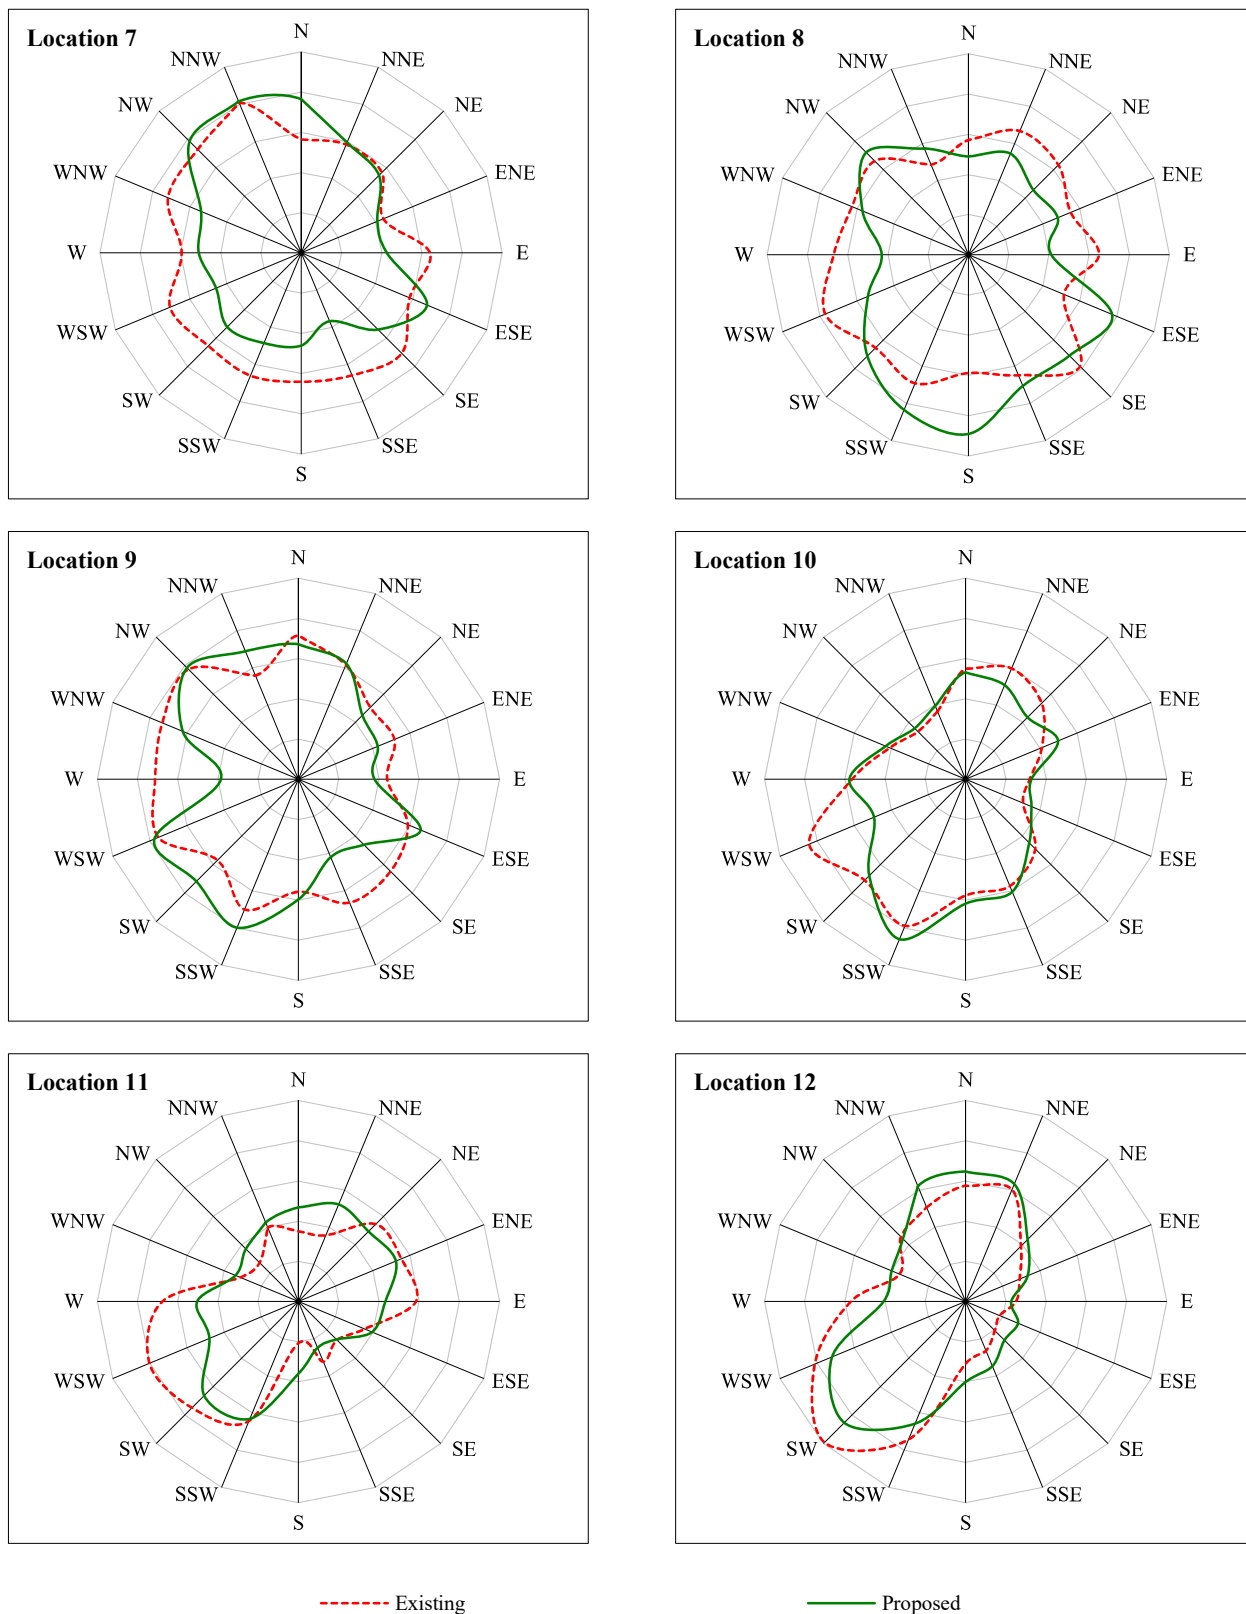 Location 7
N
NNW
NNE
NW
NE
WNW
ENE
W
E
WSW
ESE
SW
SE
SSW
SSE
S
Location 8
N
NNW
NNE
NW
NE
WNW
ENE
W
E
WSW
ESE
SW
SE
SSW
SSE
S
Location 9
N
NNW
NNE
NW
NE
WNW
ENE
W
E
WSW
ESE
SW
SE
SSW
SSE
S
Location 10
N
NNW
NNE
NW
NE
WNW
ENE
W
E
WSW
ESE
SW
SE
SSW
SSE
S
Location 11
N
NNW
NNE
NW
NE
WNW
ENE
W
E
WSW
ESE
SW
SE
SSW
SSE
S
Location 12
N
NNW
NNE
NW
NE
WNW
ENE
W
E
WSW
ESE
SW
SE
SSW
SSE
S
Existing
Proposed